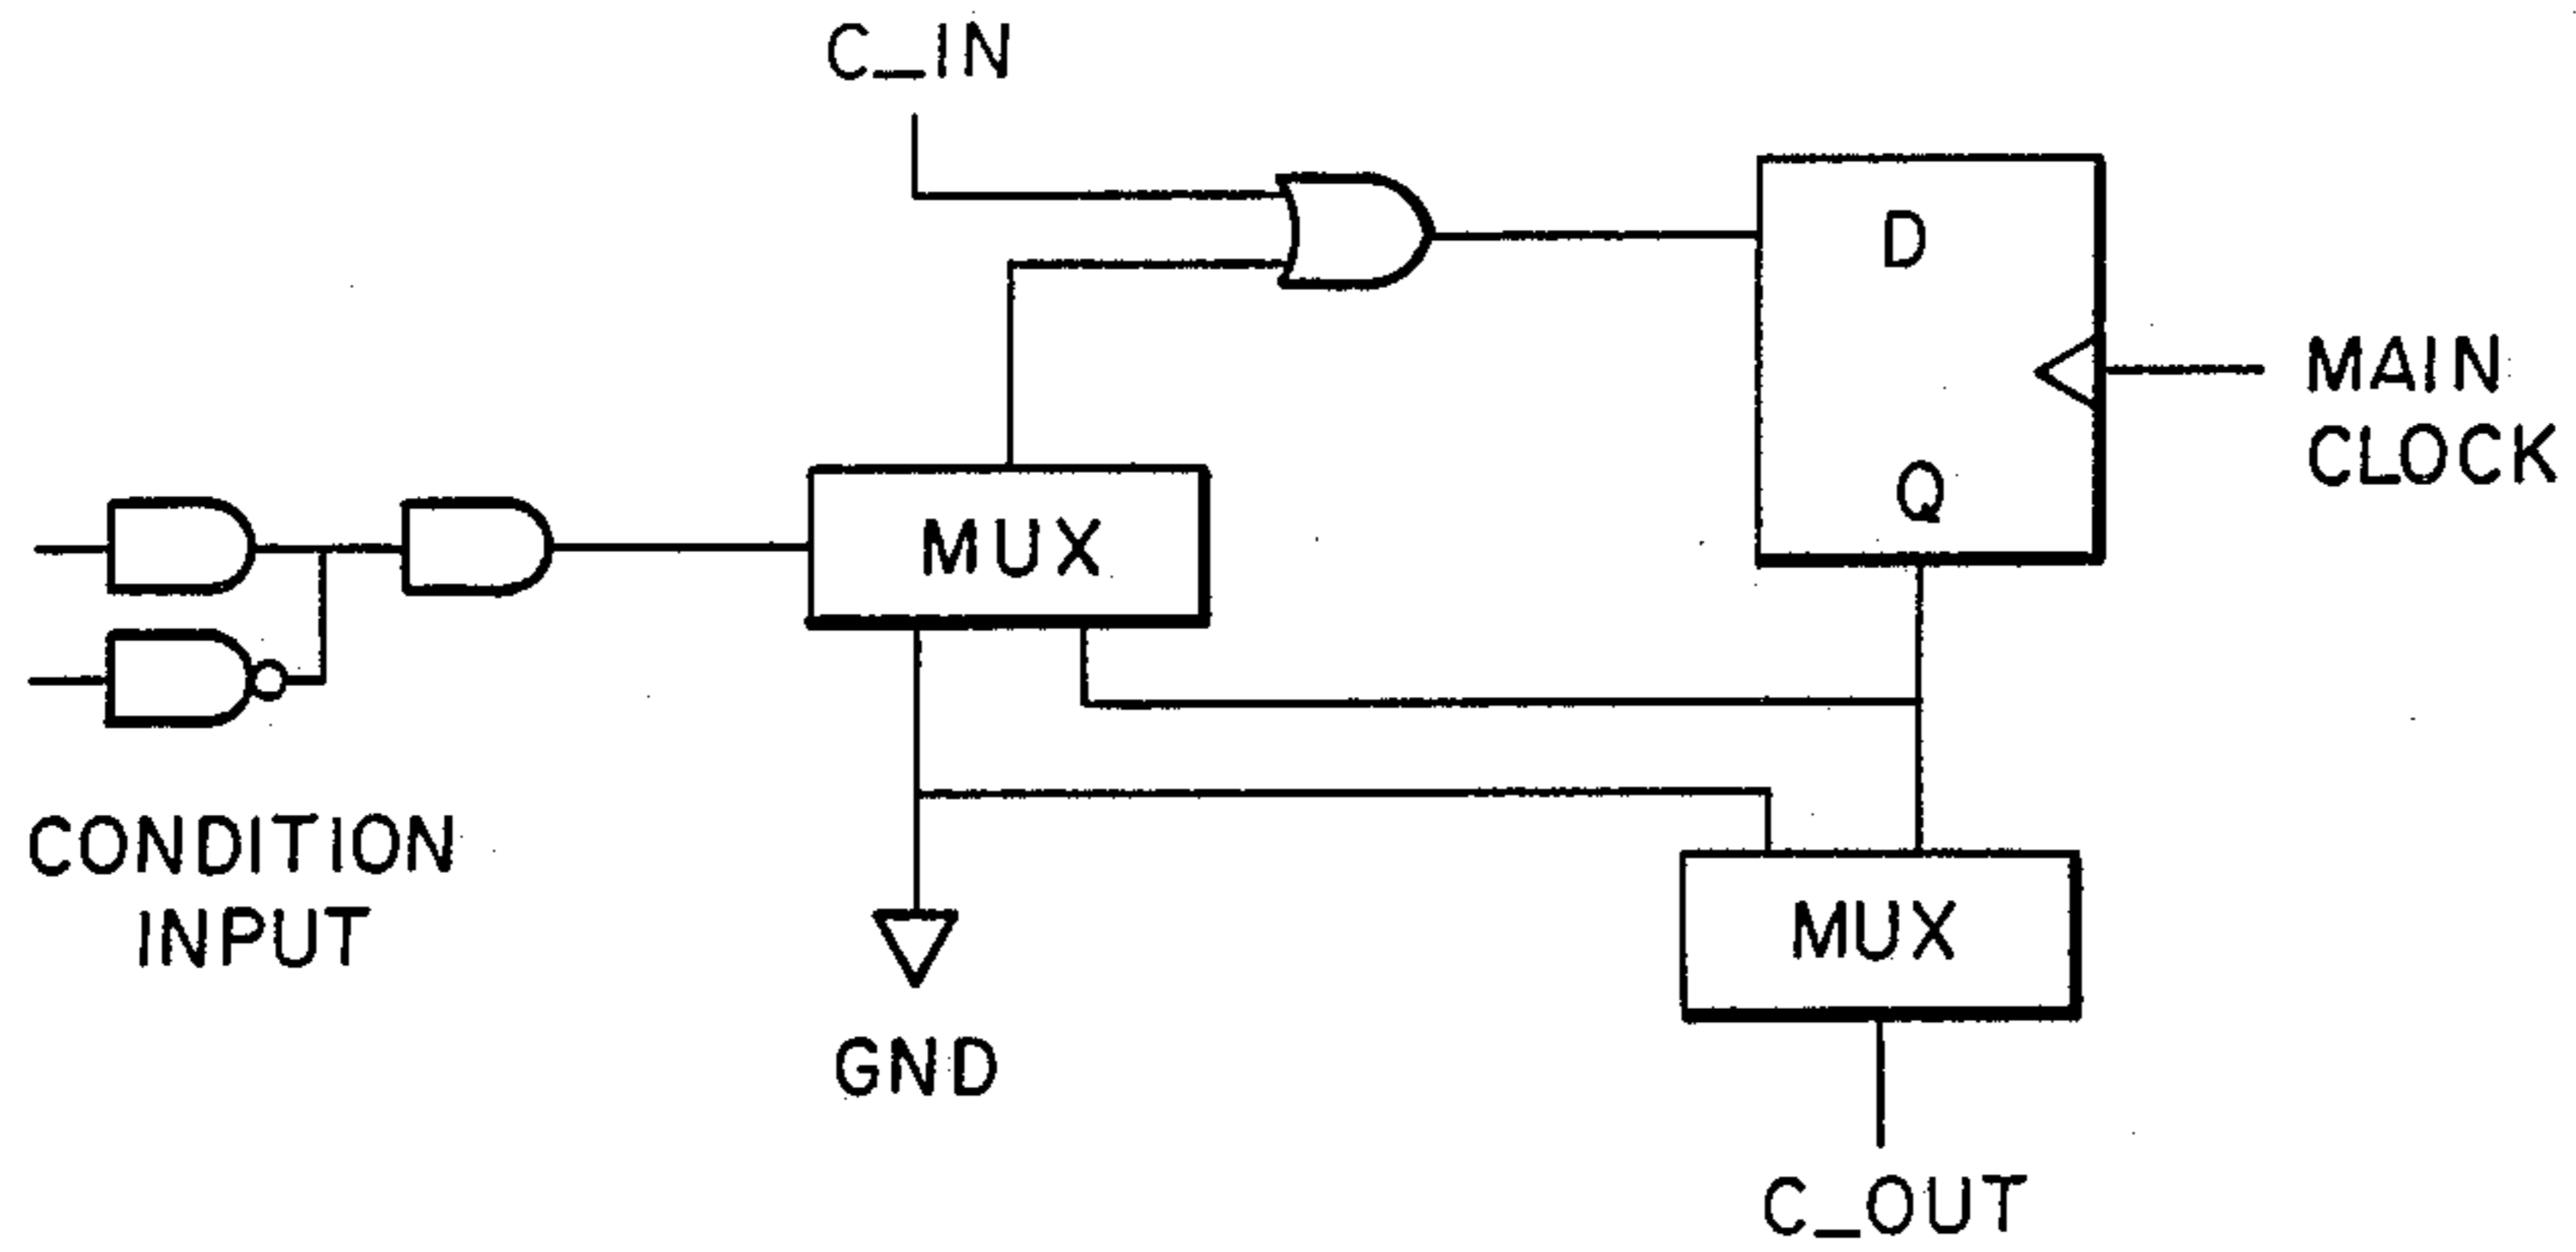 C_IN
D
MAIN
CLOCK
Q
MUX
CONDITION
INPUT
MUX
GND
C_OUT